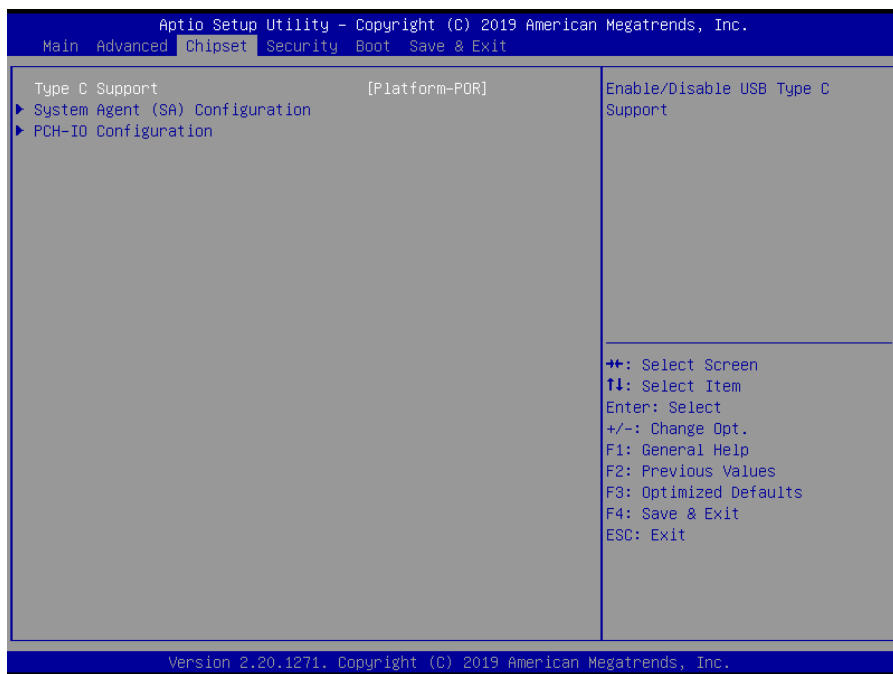 Aptio Setup Utility – Copyright (C) 2019 American Megatrends, Inc.
Main Advanced Chipset Security Boot Save & Exit
Type C Support [Platform-POR]
System Agent (SA) Configuration
PCH-IO Configuration
Enable/Disable USB Type C
Support
→←: Select Screen
↑↓: Select Item
Enter: Select
+/-: Change Opt.
F1: General Help
F2: Previous Values
F3: Optimized Defaults
F4: Save & Exit
ESC: Exit
Version 2.20.1271. Copyright (C) 2019 American Megatrends, Inc.